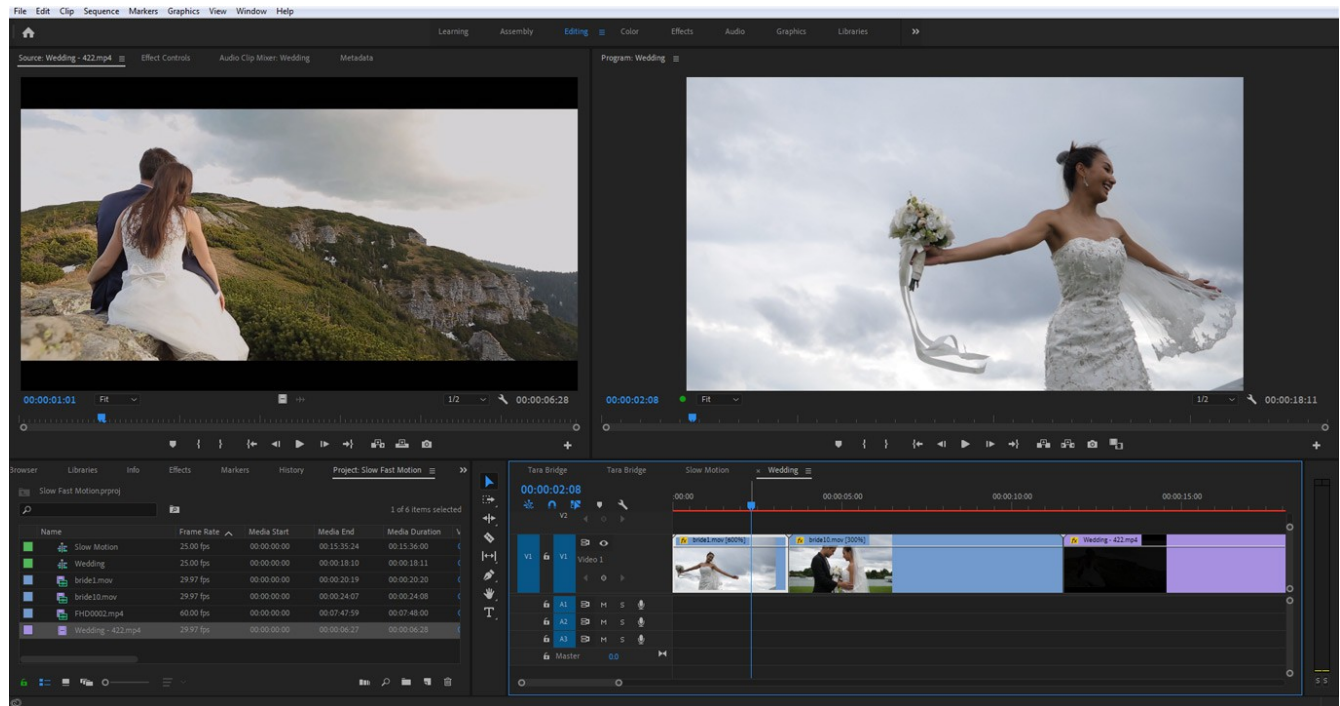 File Edit Clip Sequence Markers Graphics View Window Help
Learning Assembly Editing Color Effects Audio Graphics Libraries
Source: Wedding - 422.mp4 Effect Controls Audio Clip Mixer: Wedding Metadata
Program: Wedding
00:00:01:01 Fit 1/2 00:00:06:28
00:00:02:08 Fit 1/2 00:00:18:11
Browser Libraries Info Effects Markers History Project: Slow Fast Motion
Slow Fast Motion.prproj
1 of 6 items selected
Name Frame Rate Media Start Media End Media Duration V
Slow Motion 25.00 fps 00:00:00:00 00:15:35:24 00:15:36:00
Wedding 25.00 fps 00:00:00:00 00:00:18:10 00:00:18:11
bride1.mov 29.97 fps 00:00:00:00 00:00:20:19 00:00:20:20
bride10.mov 29.97 fps 00:00:00:00 00:00:24:07 00:00:24:08
FHD0002.mp4 60.00 fps 00:00:00:00 00:07:47:59 00:07:48:00
Wedding - 422.mp4 29.97 fps 00:00:00:00 00:00:06:27 00:00:06:28
T
Tara Bridge Tara Bridge Slow Motion × Wedding
00:00:02:08
:00:00 00:00:05:00 00:00:10:00 00:00:15:00
V2
fx bride1.mov [600%] fx bride10.mov [300%] fx Wedding - 422.mp4
V1 V1 Video 1
A1 M S
A2 M S
A3 M S
Master 0.0
S S